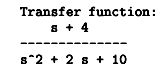 Transfer function:
s + 4
--------------
s^2 + 2 s + 10